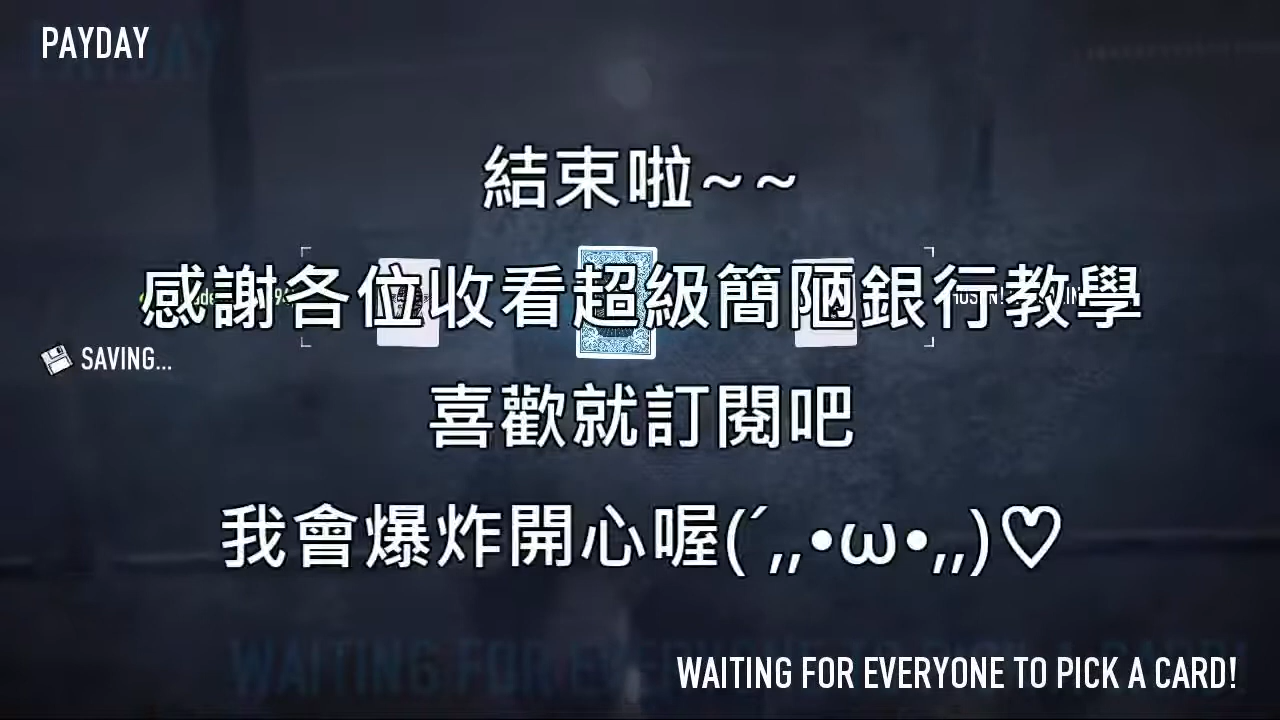 PAYDAY
結束啦~~
感謝各位收看超級簡陋銀行教學
SAVING...
喜歡就訂閱吧
我會爆炸開心喔(´,,•ω•,,)♡
WAITING FOR EVERYONE TO PICK A CARD!